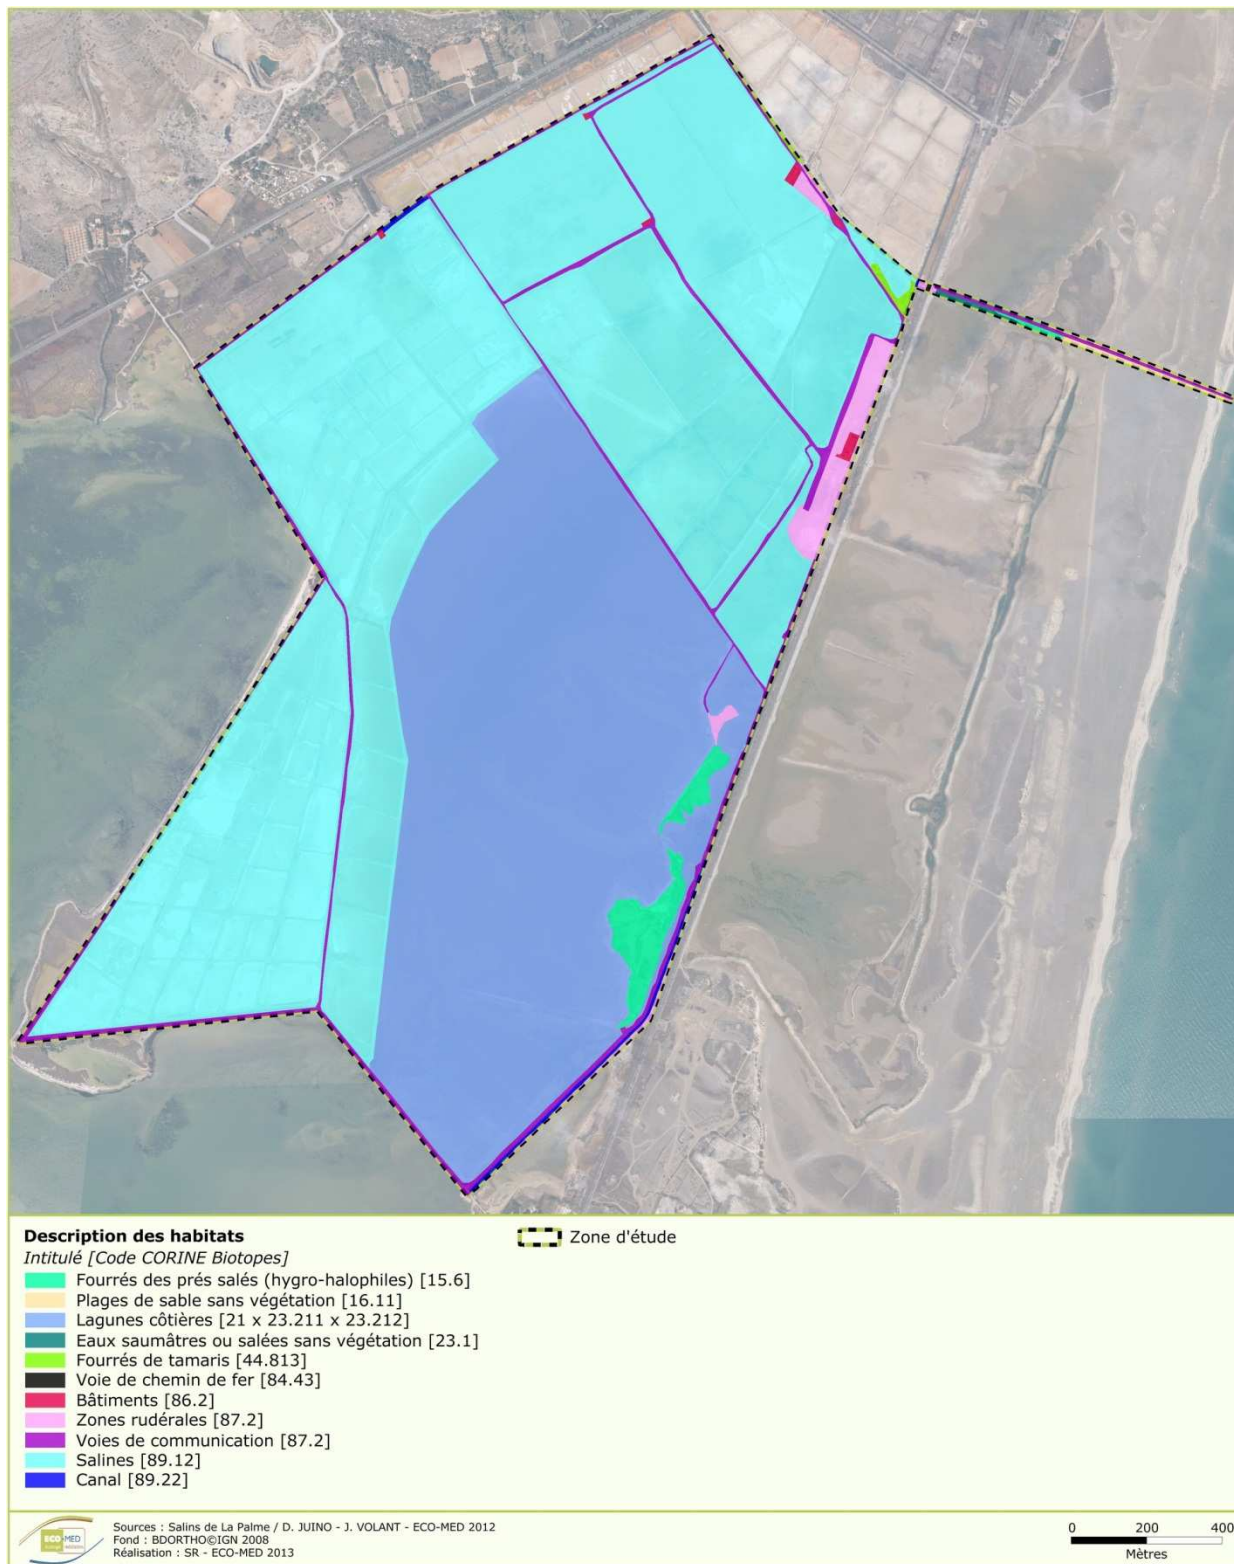 Description des habitats
Intitulé [Code CORINE Biotopes]
Fourrés des prés salés (hygro-halophiles) [15.6]
Plages de sable sans végétation [16.11]
Lagunes côtières [21 x 23.211 x 23.212]
Eaux saumâtres ou salées sans végétation [23.1]
Fourrés de tamaris [44.813]
Voie de chemin de fer [84.43]
Bâtiments [86.2]
Zones rudérales [87.2]
Voies de communication [87.2]
Salines [89.12]
Canal [89.22]
Zone d'étude
ECO-MED
Sources : Salins de La Palme / D. JUINO - J. VOLANT - ECO-MED 2012
Fond : BDORTHO©IGN 2008
Réalisation : SR - ECO-MED 2013
0 200 400
Mètres